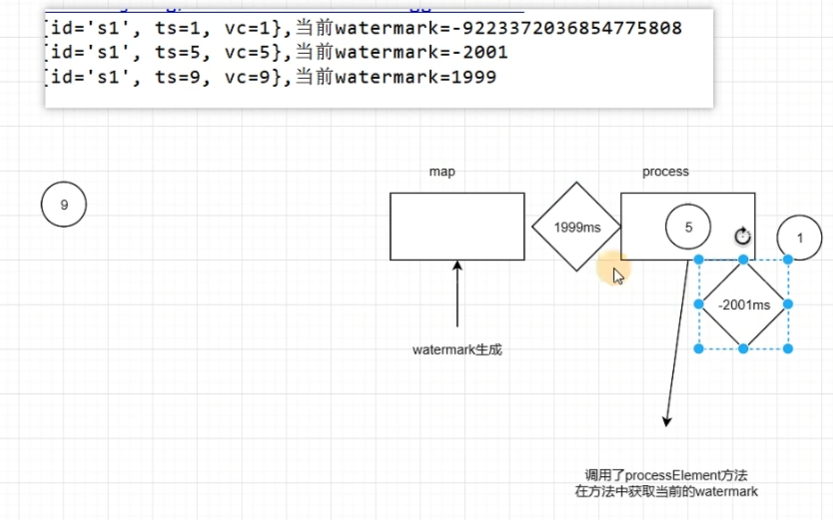 [id='s1', ts=1, vc=1},当前watermark=-9223372036854775808
[id='s1', ts=5, vc=5},当前watermark=-2001
[id='s1', ts=9, vc=9},当前watermark=1999
map
process
9
1999ms
5
1
-2001ms
watermark生成
调用了processElement方法
在方法中获取当前的watermark